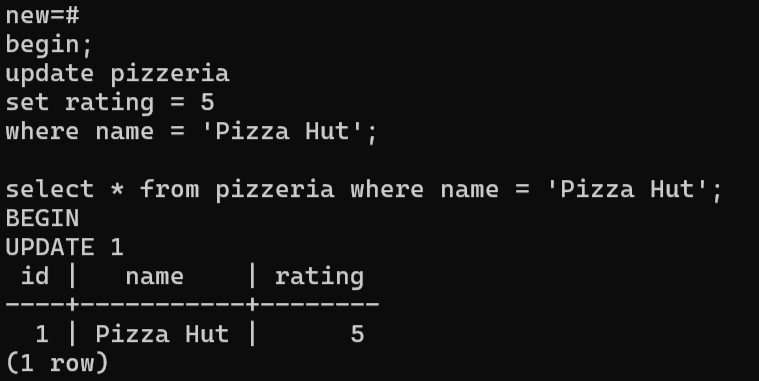 new=#
begin;
update pizzeria
set rating = 5
where name = 'Pizza Hut';

select * from pizzeria where name = 'Pizza Hut';
BEGIN
UPDATE 1
 id |   name    | rating
----+-----------+--------
  1 | Pizza Hut |      5
(1 row)